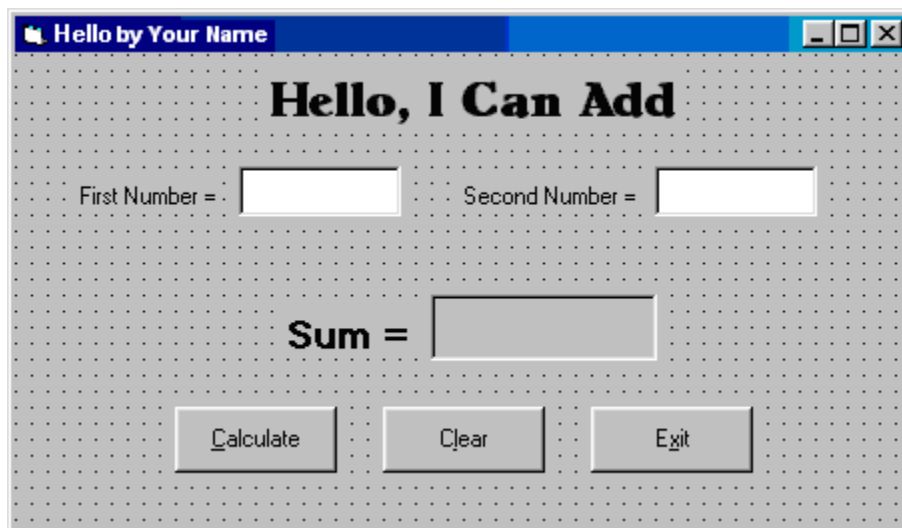 Hello by Your Name
Hello, I Can Add
First Number = Second Number =
Sum =
Calculate Clear Exit